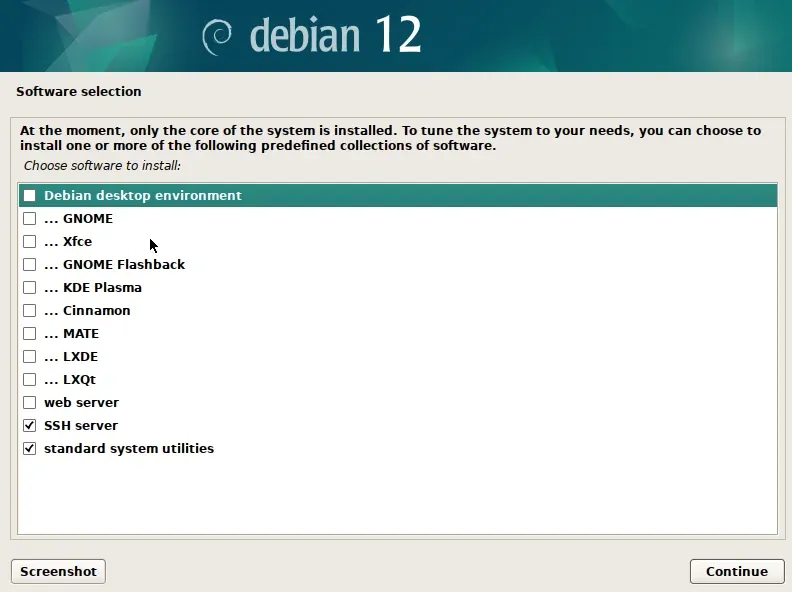 debian 12
Software selection
At the moment, only the core of the system is installed. To tune the system to your needs, you can choose to
install one or more of the following predefined collections of software.
Choose software to install:
Debian desktop environment
... GNOME
... Xfce
... GNOME Flashback
... KDE Plasma
... Cinnamon
... MATE
... LXDE
... LXQt
web server
SSH server
standard system utilities
Screenshot
Continue